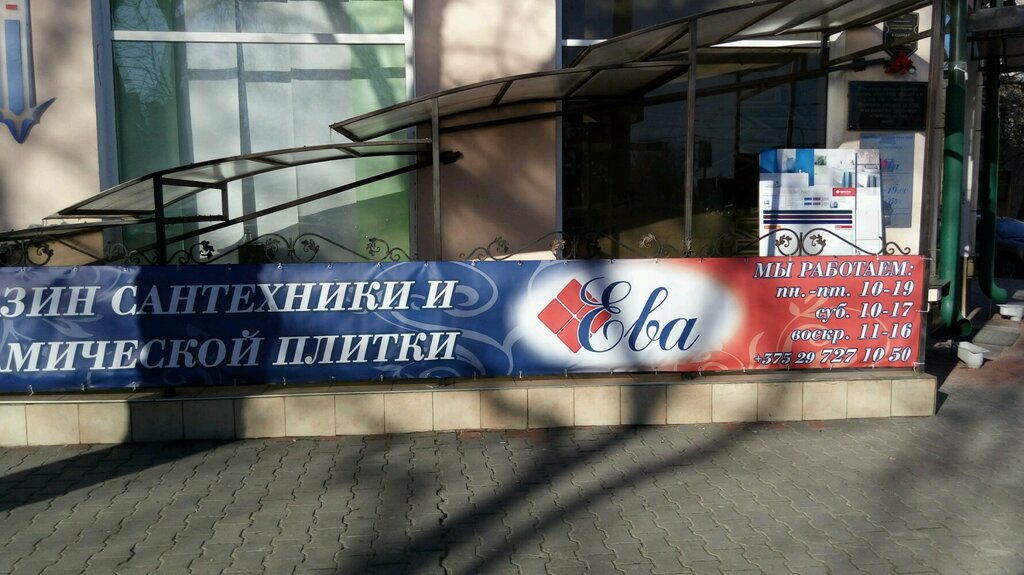 ЗИН САНТЕХНИКИ И
МИЧЕСКОЙ ПЛИТКИ
Ева
МЫ РАБОТАЕМ:
пн.-пт. 10-19
суб. 10-17
воскр. 11-16
+375 29 727 10 50